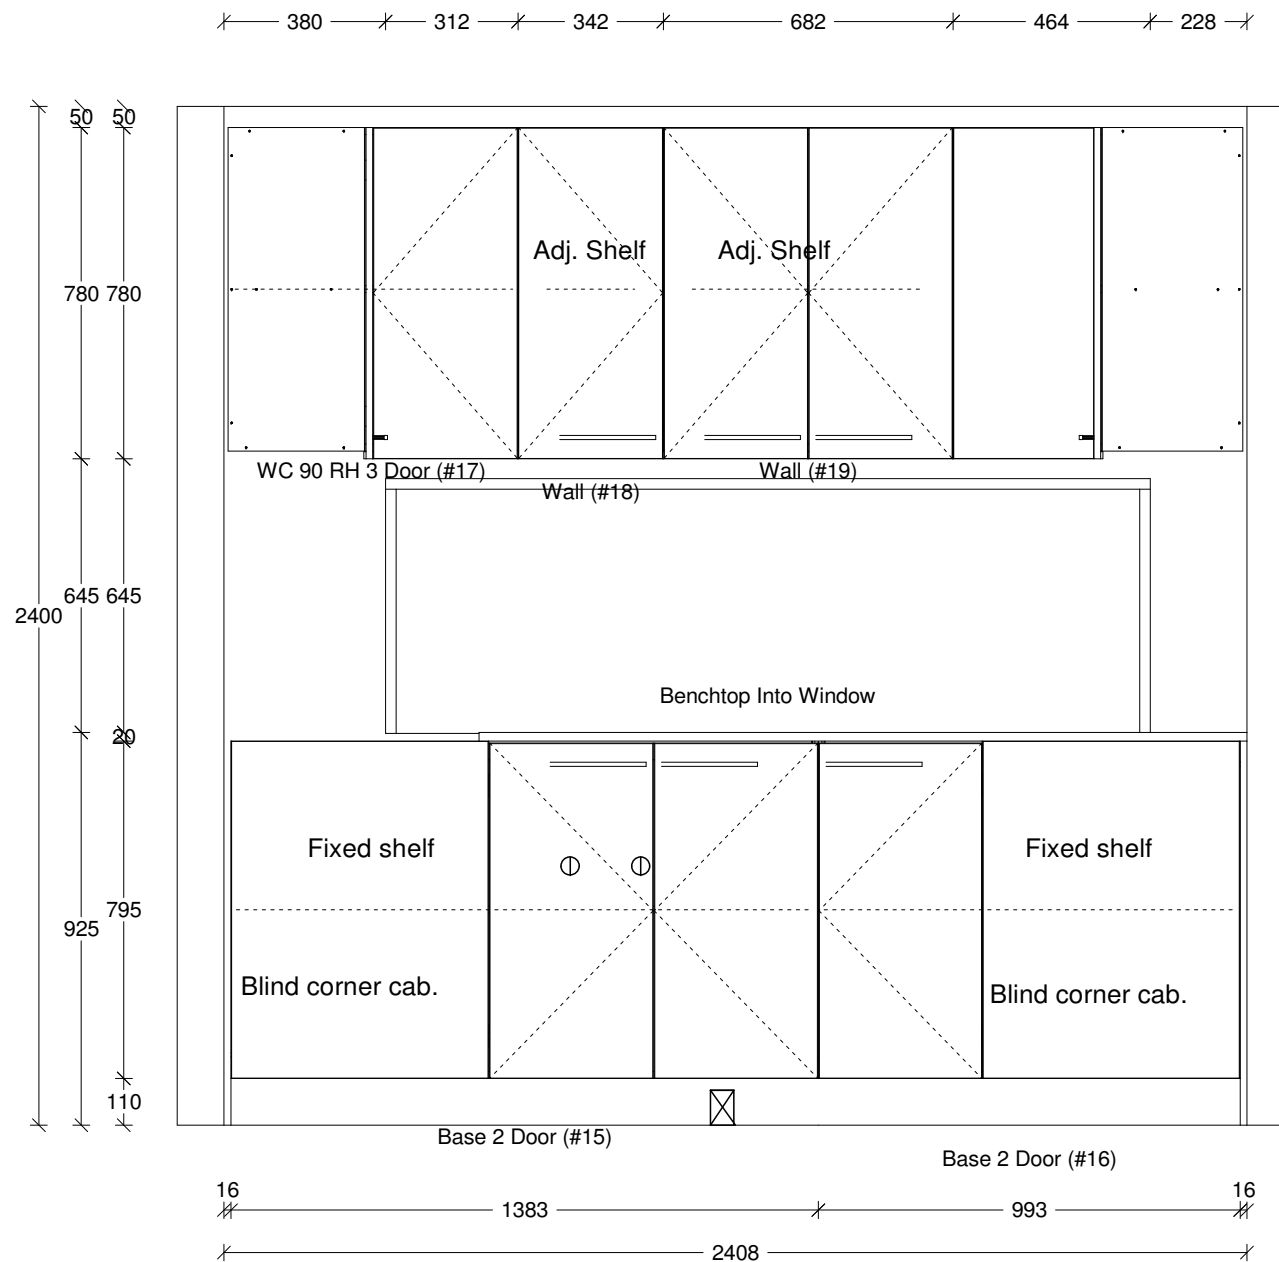 380 312 342 682 464 228
50 50
Adj. Shelf Adj. Shelf
780 780
WC 90 RH 3 Door (#17) Wall (#19)
Wall (#18)
645 645
2400
Benchtop Into Window
20
Fixed shelf Fixed shelf
795
925
Blind corner cab. Blind corner cab.
110
Base 2 Door (#15)
Base 2 Door (#16)
16 16
1383 993
2408